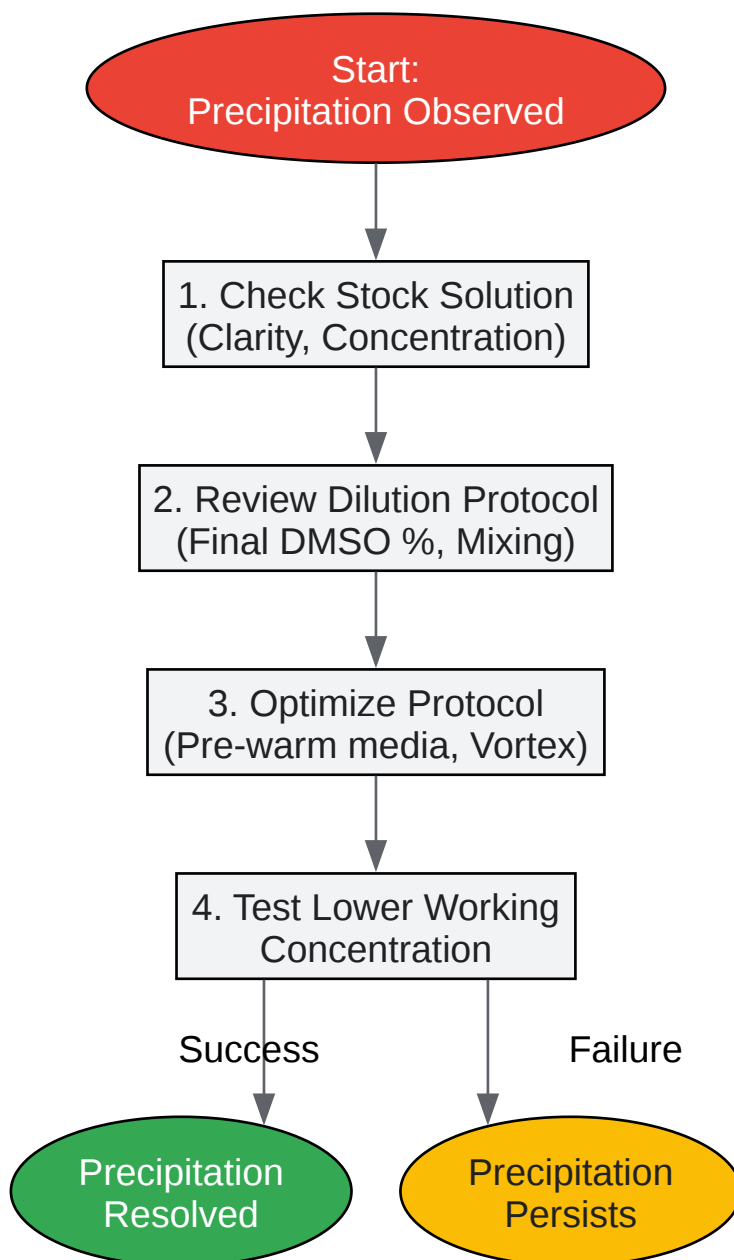 Start:
Precipitation Observed
1. Check Stock Solution
(Clarity, Concentration)
2. Review Dilution Protocol
(Final DMSO %, Mixing)
3. Optimize Protocol
(Pre-warm media, Vortex)
4. Test Lower Working
Concentration
Success
Failure
Precipitation
Resolved
Precipitation
Persists